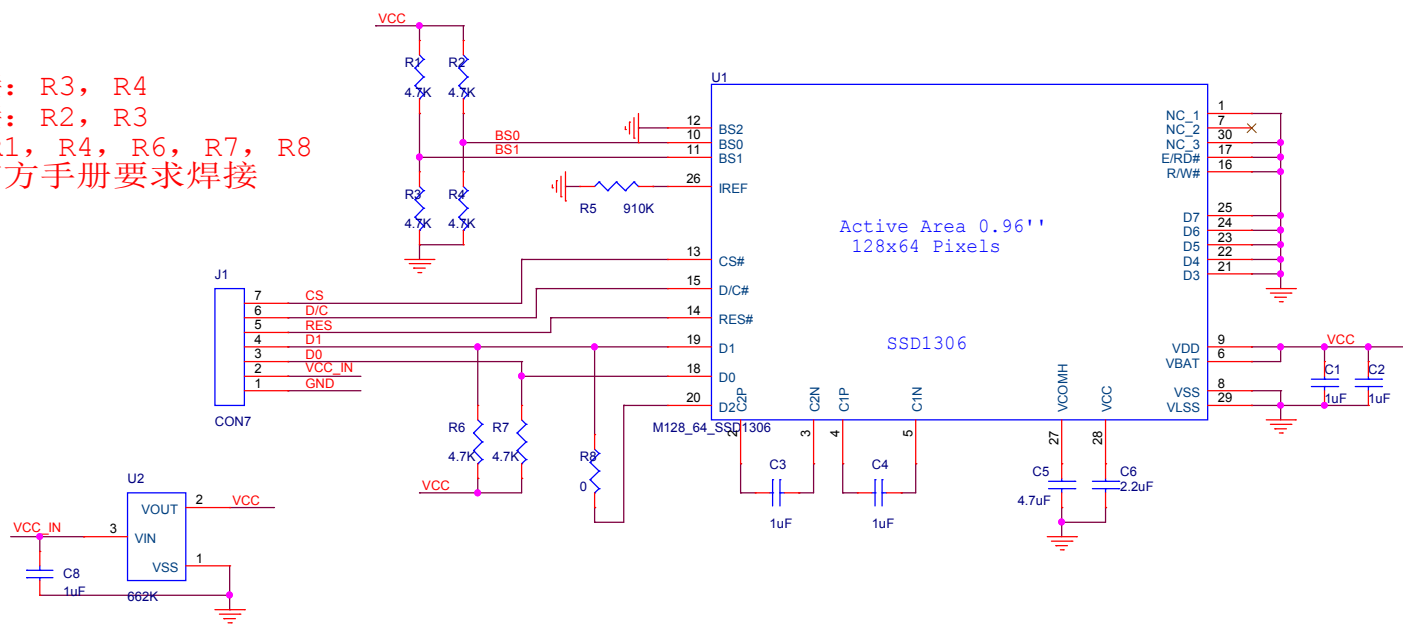 VCC
: R3, R4
: R2, R3
R1, R4, R6, R7, R8
方手册要求焊接
R1
4.7K
R2
4.7K
R3
4.7K
R4
4.7K
BS0
BS1
R5
910K
U1
12
10
11
26
13
15
14
19
18
20
BS2
BS0
BS1
IREF
CS#
D/C#
RES#
D1
D0
D2
Active Area 0.96''
128x64 Pixels
SSD1306
NC_1
NC_2
NC_3
E/RD#
R/W#
D7
D6
D5
D4
D3
VDD
VBAT
VSS
VLSS
1
7
30
17
16
25
24
23
22
21
9
6
8
29
VCC
C1
1uF
C2
1uF
J1
7
6
5
4
3
2
1
CS
D/C
RES
D1
D0
VCC_IN
GND
CON7
R6
4.7K
R7
4.7K
R8
0
VCC
M128_64_SSD1306
C2P
C2N
C1P
C1N
VCOMH
VCC
2
3
4
5
27
28
C3
1uF
C4
1uF
C5
4.7uF
C6
2.2uF
U2
VOUT
VIN
VSS
2
3
1
VCC
VCC_IN
C8
1uF
662K